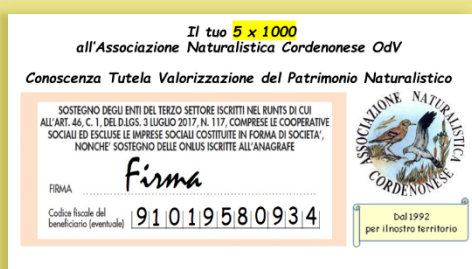 Il tuo 5 x 1000
all'Associazione Naturalistica Cordenonese OdV
Conoscenza Tutela Valorizzazione del Patrimonio Naturalistico
SOSTEGNO DEGLI ENTI DEL TERZO SETTORE ISCRITTI NEL RUNTS DI CUI
ALL'ART. 46, C. 1, DEL D.LGS. 3 LUGLIO 2017, N. 117, COMPRESE LE COOPERATIVE
SOCIALI ED ESCLUSE LE IMPRESE SOCIALI COSTITUITE IN FORMA DI SOCIETA',
NONCHE' SOSTEGNO DELLE ONLUS ISCRITTE ALL'ANAGRAFE
FIRMA Firma
Codice fiscale del
beneficiario (eventuale) 91019580934
ASSOCIAZIONE NATURALISTICA
CORDENONESE
Dal 1992
per il nostro territorio